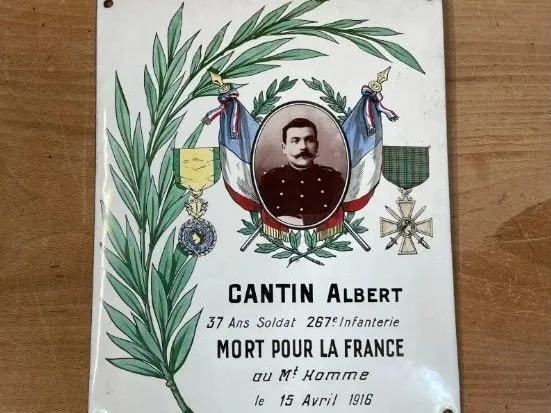 CANTIN ALBERT
37 Ans Soldat 267e Infanterie
MORT POUR LA FRANCE
au Mt Homme
le 15 Avril 1916